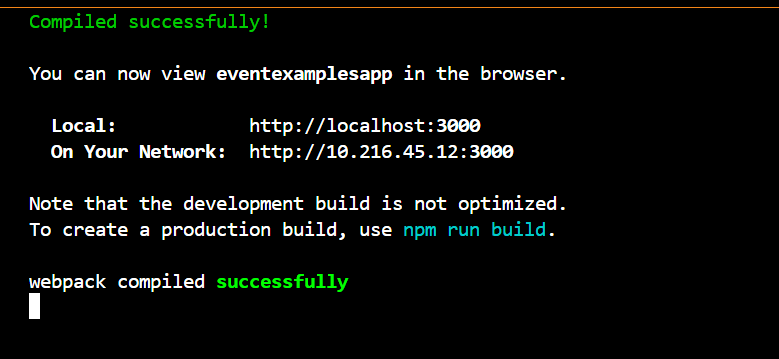 Compiled successfully!
You can now view eventexamplesapp in the browser.
Local: http://localhost:3000
On Your Network: http://10.216.45.12:3000
Note that the development build is not optimized.
To create a production build, use npm run build.
webpack compiled successfully